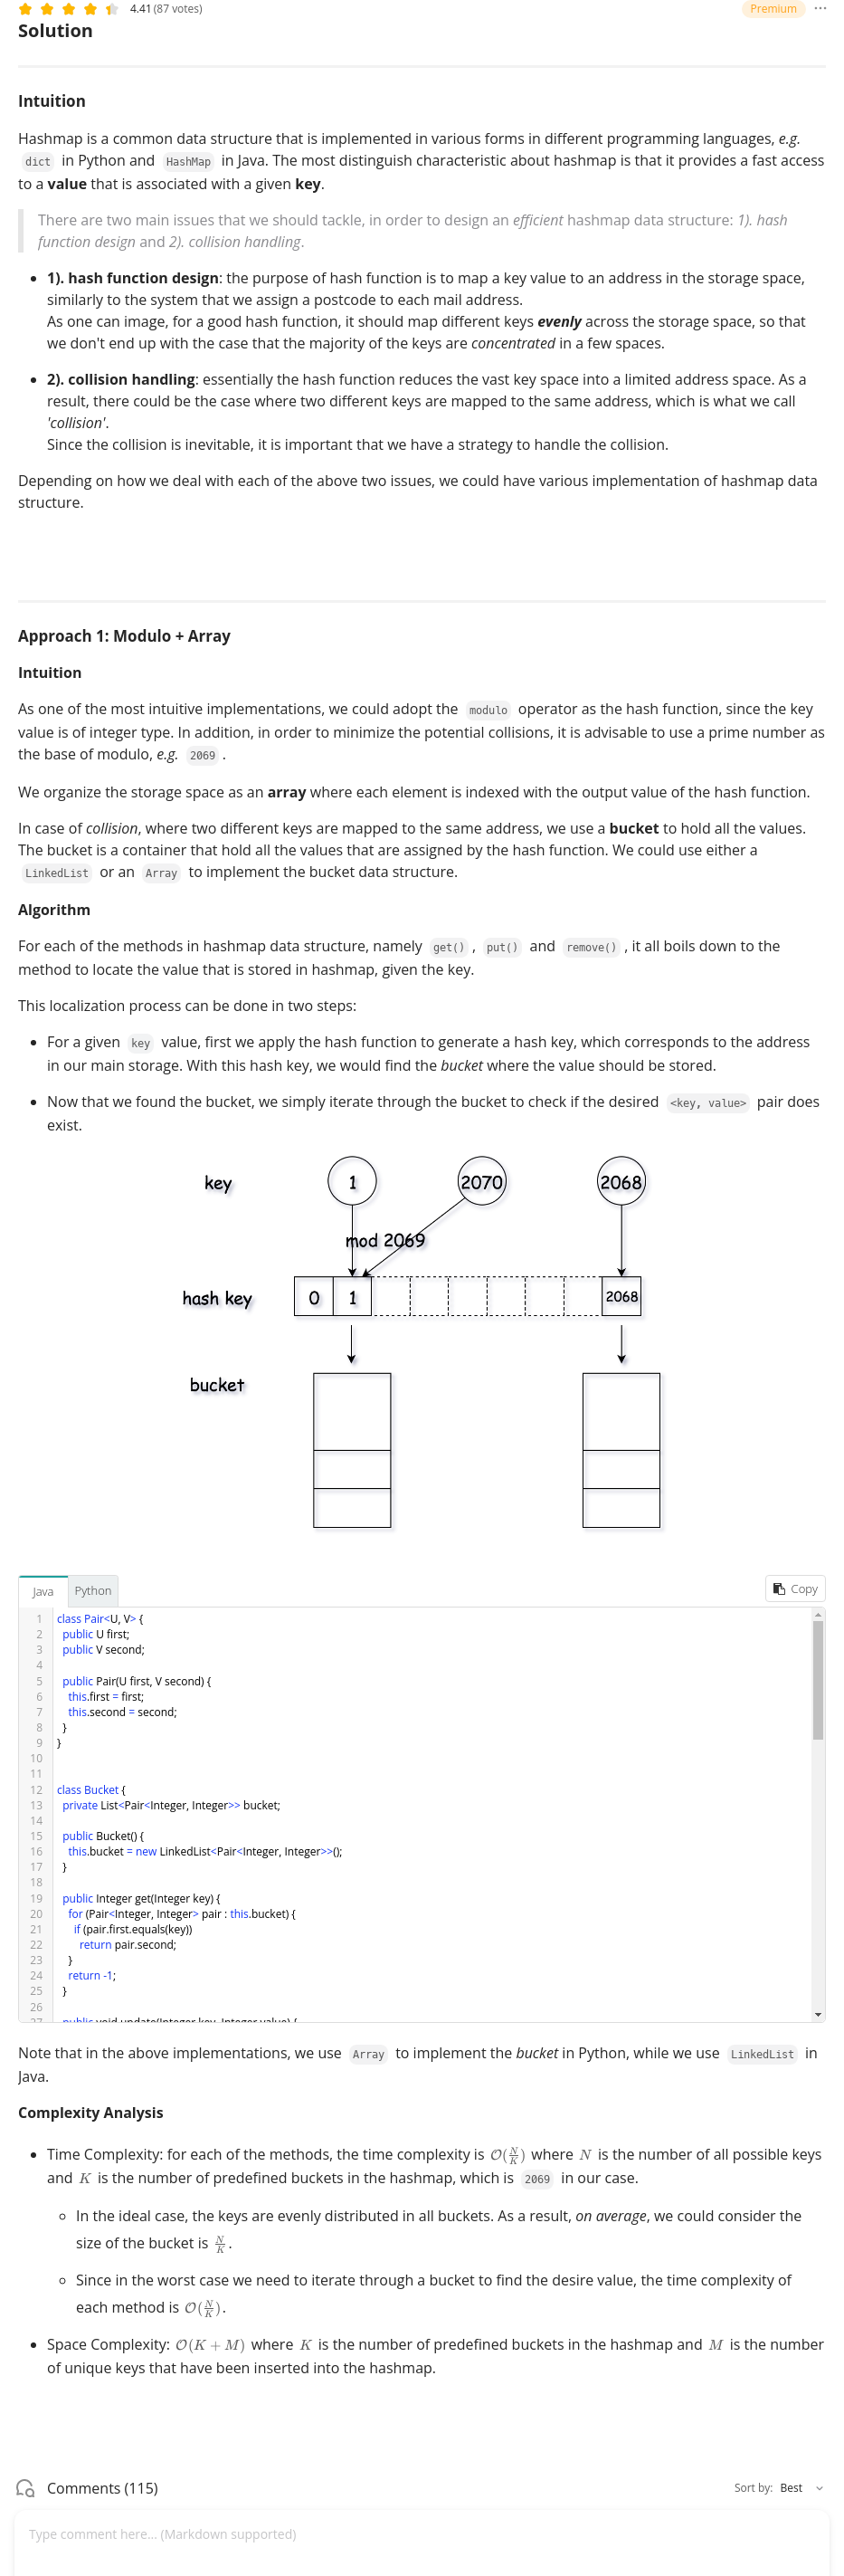 4.41 (87 votes)
Premium
Solution
Intuition
Hashmap is a common data structure that is implemented in various forms in different programming languages, e.g.
dict in Python and HashMap in Java. The most distinguish characteristic about hashmap is that it provides a fast access
to a value that is associated with a given key.
There are two main issues that we should tackle, in order to design an efficient hashmap data structure: 1). hash
function design and 2). collision handling.
1). hash function design: the purpose of hash function is to map a key value to an address in the storage space,
similarly to the system that we assign a postcode to each mail address.
As one can image, for a good hash function, it should map different keys evenly across the storage space, so that
we don't end up with the case that the majority of the keys are concentrated in a few spaces.
2). collision handling: essentially the hash function reduces the vast key space into a limited address space. As a
result, there could be the case where two different keys are mapped to the same address, which is what we call
'collision'.
Since the collision is inevitable, it is important that we have a strategy to handle the collision.
Depending on how we deal with each of the above two issues, we could have various implementation of hashmap data
structure.
Approach 1: Modulo + Array
Intuition
As one of the most intuitive implementations, we could adopt the modulo operator as the hash function, since the key
value is of integer type. In addition, in order to minimize the potential collisions, it is advisable to use a prime number as
the base of modulo, e.g. 2069 .
We organize the storage space as an array where each element is indexed with the output value of the hash function.
In case of collision, where two different keys are mapped to the same address, we use a bucket to hold all the values.
The bucket is a container that hold all the values that are assigned by the hash function. We could use either a
LinkedList or an Array to implement the bucket data structure.
Algorithm
For each of the methods in hashmap data structure, namely get() , put() and remove() , it all boils down to the
method to locate the value that is stored in hashmap, given the key.
This localization process can be done in two steps:
For a given key value, first we apply the hash function to generate a hash key, which corresponds to the address
in our main storage. With this hash key, we would find the bucket where the value should be stored.
Now that we found the bucket, we simply iterate through the bucket to check if the desired <key, value> pair does
exist.
key 1 2070 2068
mod 2069
hash key 0 1 2068
bucket
Java Python Copy
1 class Pair<U, V> {
2 public U first;
3 public V second;
4
5 public Pair(U first, V second) {
6 this.first = first;
7 this.second = second;
8 }
9 }
10
11
12 class Bucket {
13 private List<Pair<Integer, Integer>> bucket;
14
15 public Bucket() {
16 this.bucket = new LinkedList<Pair<Integer, Integer>>();
17 }
18
19 public Integer get(Integer key) {
20 for (Pair<Integer, Integer> pair : this.bucket) {
21 if (pair.first.equals(key))
22 return pair.second;
23 }
24 return -1;
25 }
26
27 public void update(Integer key, Integer value) {
Note that in the above implementations, we use Array to implement the bucket in Python, while we use LinkedList in
Java.
Complexity Analysis
Time Complexity: for each of the methods, the time complexity is O(N/K) where N is the number of all possible keys
and K is the number of predefined buckets in the hashmap, which is 2069 in our case.
In the ideal case, the keys are evenly distributed in all buckets. As a result, on average, we could consider the
size of the bucket is N/K.
Since in the worst case we need to iterate through a bucket to find the desire value, the time complexity of
each method is O(N/K).
Space Complexity: O(K + M) where K is the number of predefined buckets in the hashmap and M is the number
of unique keys that have been inserted into the hashmap.
Comments (115)
Sort by: Best
Type comment here... (Markdown supported)